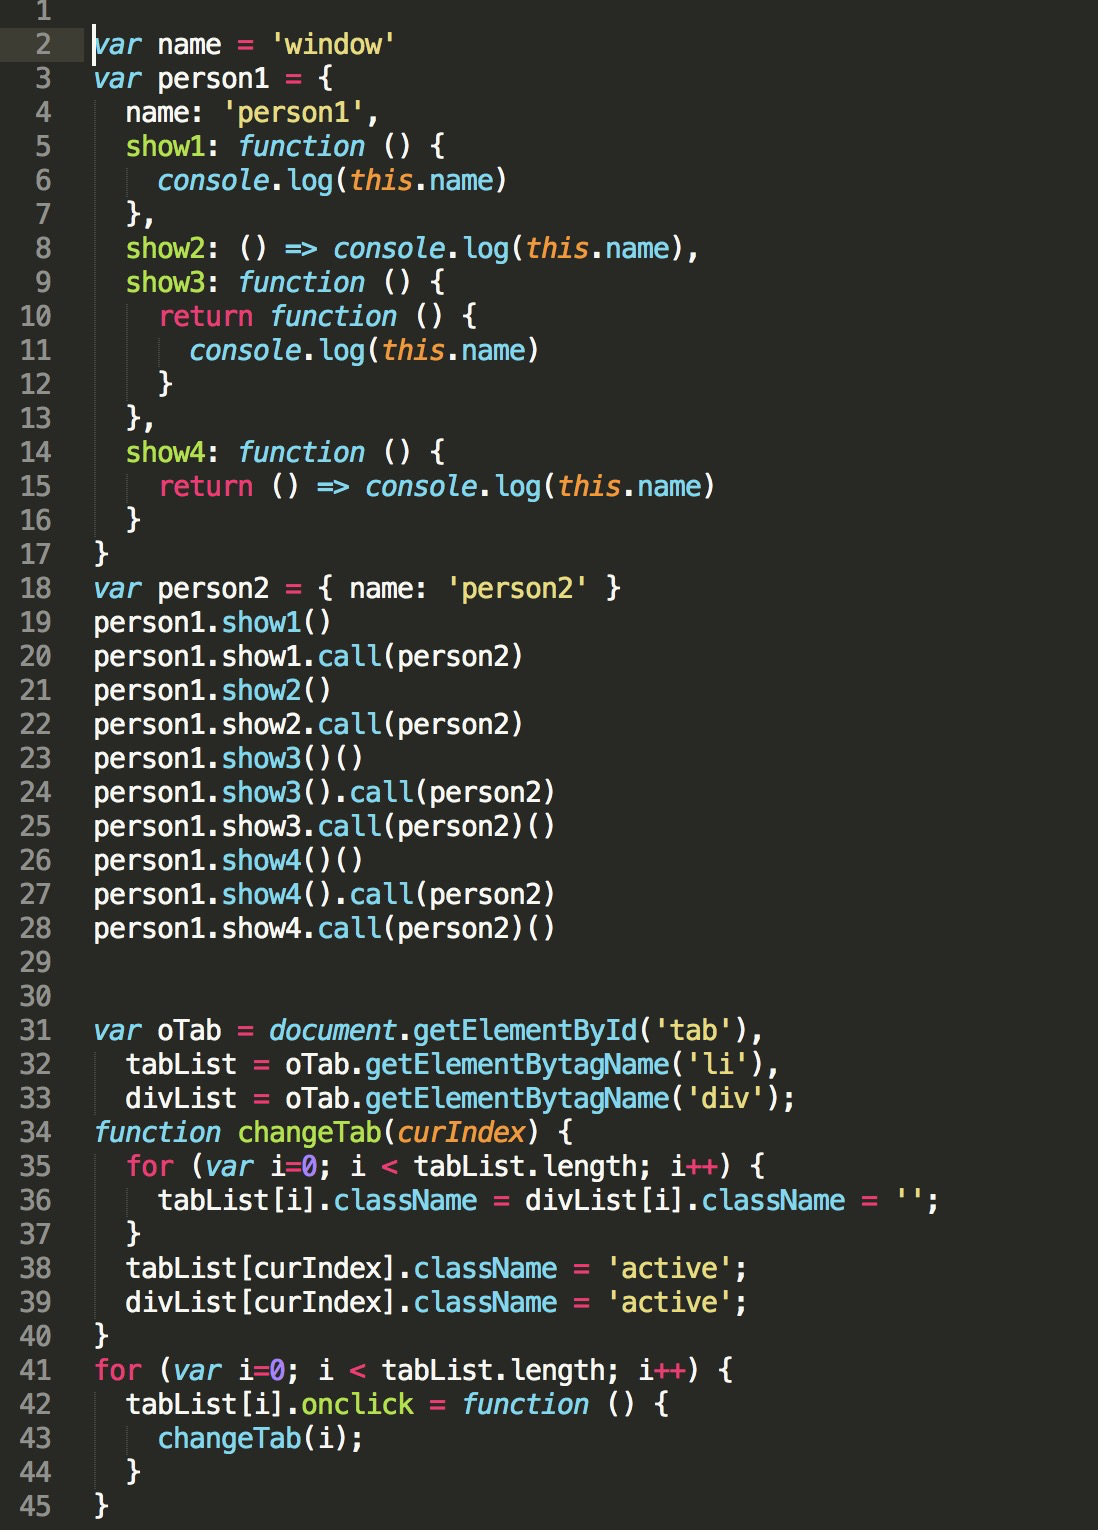 1
2 var name = 'window'
3 var person1 = {
4   name: 'person1',
5   show1: function () {
6     console.log(this.name)
7   },
8   show2: () => console.log(this.name),
9   show3: function () {
10     return function () {
11       console.log(this.name)
12     }
13   },
14   show4: function () {
15     return () => console.log(this.name)
16   }
17 }
18 var person2 = { name: 'person2' }
19 person1.show1()
20 person1.show1.call(person2)
21 person1.show2()
22 person1.show2.call(person2)
23 person1.show3()()
24 person1.show3().call(person2)
25 person1.show3.call(person2)()
26 person1.show4()()
27 person1.show4().call(person2)
28 person1.show4.call(person2)()
29
30
31 var oTab = document.getElementById('tab'),
32   tabList = oTab.getElementBytagName('li'),
33   divList = oTab.getElementBytagName('div');
34 function changeTab(curIndex) {
35   for (var i=0; i < tabList.length; i++) {
36     tabList[i].className = divList[i].className = '';
37   }
38   tabList[curIndex].className = 'active';
39   divList[curIndex].className = 'active';
40 }
41 for (var i=0; i < tabList.length; i++) {
42   tabList[i].onclick = function () {
43     changeTab(i);
44   }
45 }